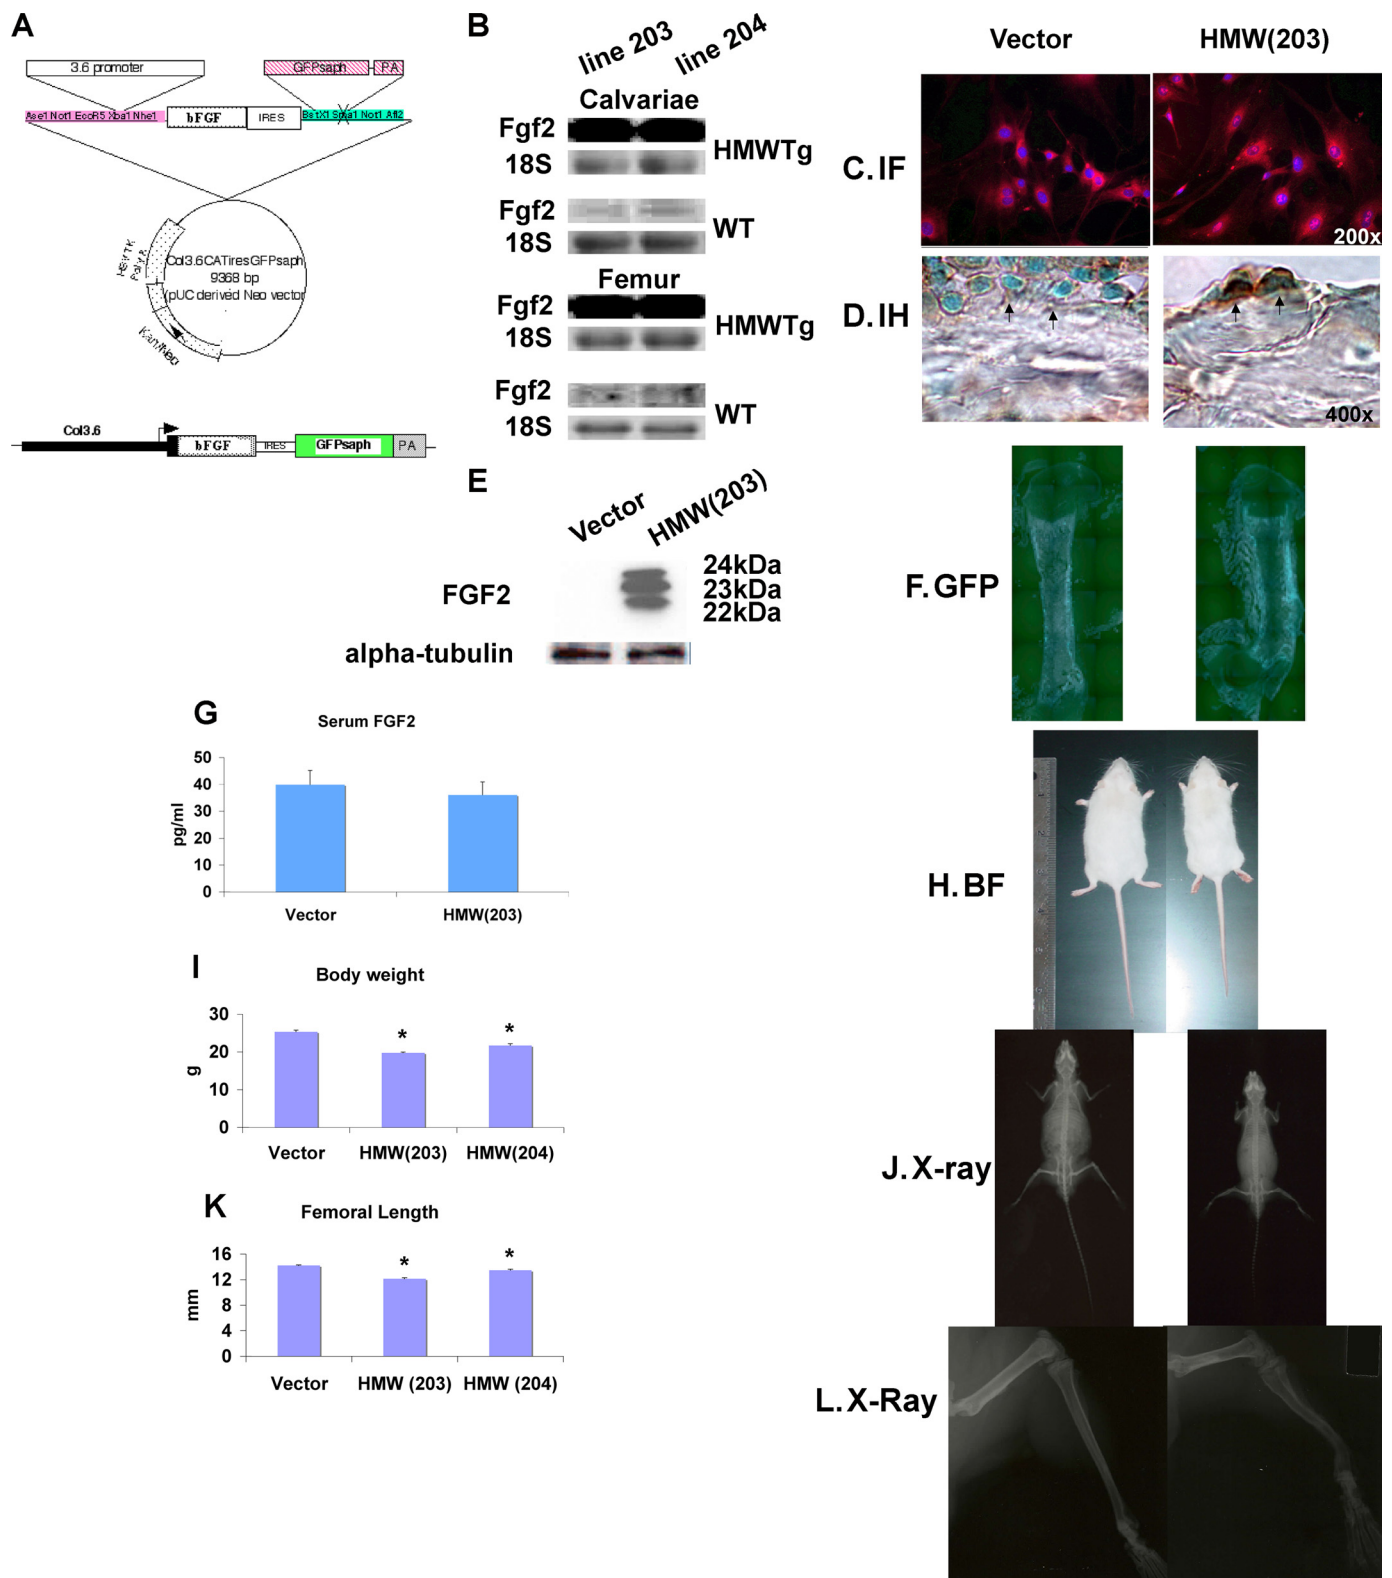 A
3.6 promoter
GFPsaph
PA
Ase1 Not1 EcoR5 Xba1 Nhe1
bFGF
IRES
BstX1 Sma1 Not1 Afl2
Col3.6CATiresGFPsaph
9368 bp
(pUC derived Neo vector
Kan/Neo
Col3.6
bFGF
IRES
GFPsaph
PA
B
line 203
line 204
Calvariae
Fgf2
18S
HMWTg
Fgf2
18S
WT
Femur
Fgf2
18S
HMWTg
Fgf2
18S
WT
Vector
HMW(203)
C. IF
200x
D. IH
400x
E
Vector
HMW(203)
FGF2
24kDa
23kDa
22kDa
alpha-tubulin
F. GFP
G
Serum FGF2
50
40
30
20
10
0
pg/ml
Vector
HMW(203)
H. BF
I
Body weight
30
20
10
0
g
Vector
HMW(203)
HMW(204)
*
*
J. X-ray
K
Femoral Length
16
12
8
4
0
mm
Vector
HMW (203)
HMW (204)
*
*
L. X-Ray